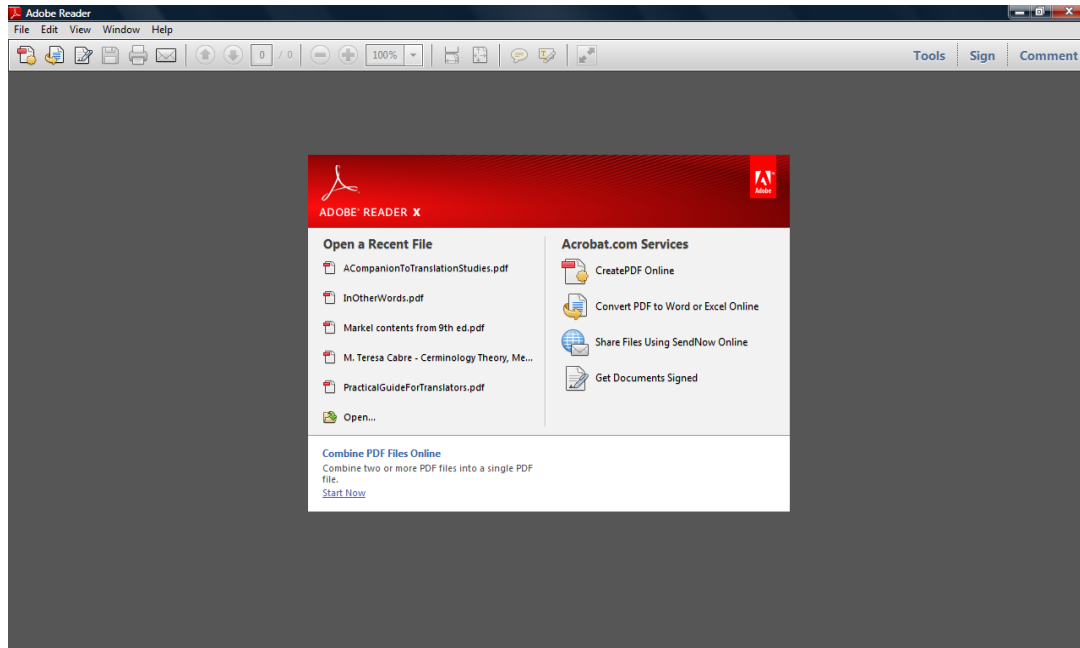 Adobe Reader
File Edit View Window Help
0 / 0 100% Tools Sign Comment
Adobe
ADOBE® READER X
Open a Recent File
ACompanionToTranslationStudies.pdf
InOtherWords.pdf
Markel contents from 9th ed.pdf
M. Teresa Cabre - Cerminology Theory, Me...
PracticalGuideForTranslators.pdf
Open...
Acrobat.com Services
CreatePDF Online
Convert PDF to Word or Excel Online
Share Files Using SendNow Online
Get Documents Signed
Combine PDF Files Online
Combine two or more PDF files into a single PDF
file.
Start Now